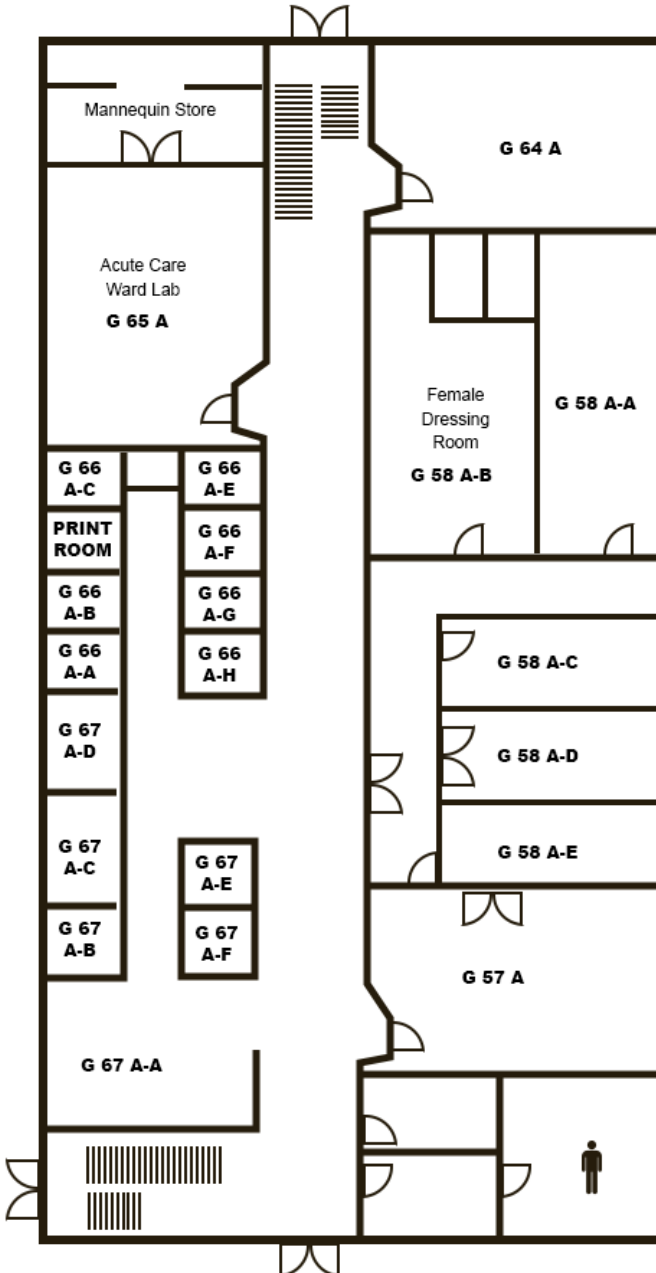 Mannequin Store
G 64 A
Acute Care
Ward Lab
G 65 A
Female
Dressing
Room
G 58 A-B
G 58 A-A
G 66
A-C
G 66
A-E
PRINT
ROOM
G 66
A-F
G 66
A-B
G 66
A-G
G 66
A-A
G 66
A-H
G 58 A-C
G 67
A-D
G 58 A-D
G 67
A-C
G 67
A-E
G 58 A-E
G 67
A-B
G 67
A-F
G 57 A
G 67 A-A